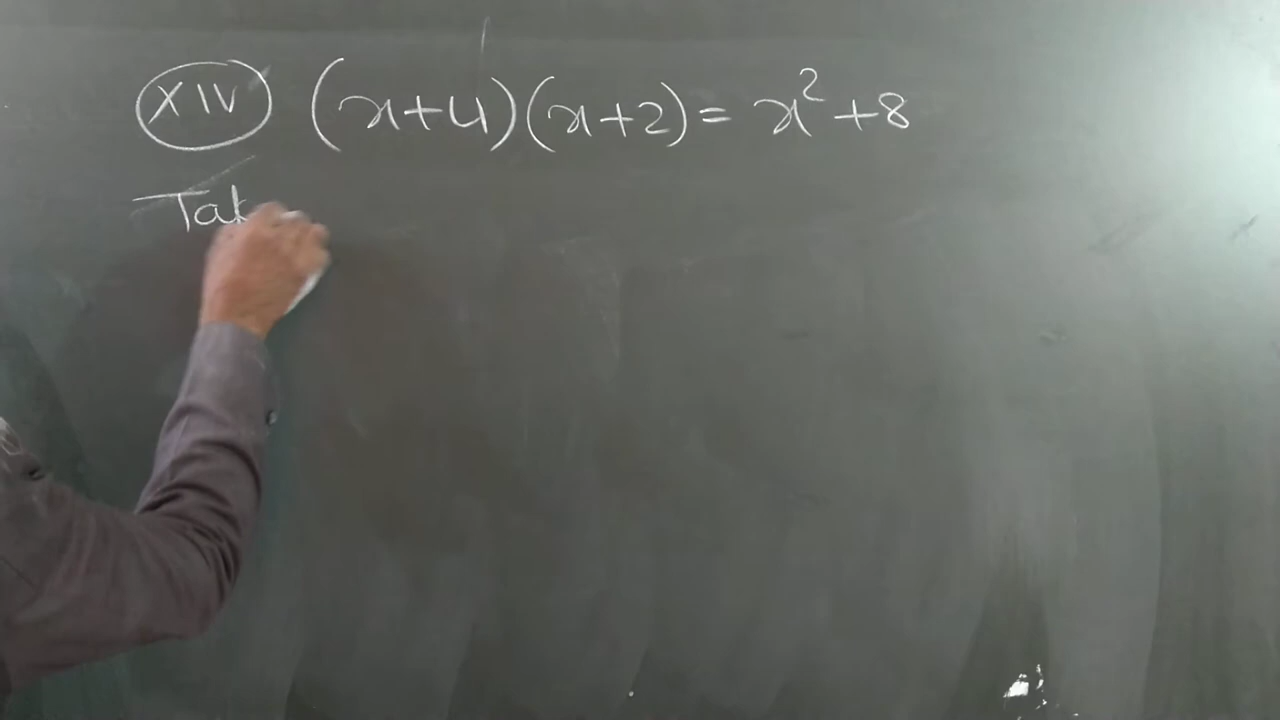 XIV (x+4)(x+2) = x²+8
Tak